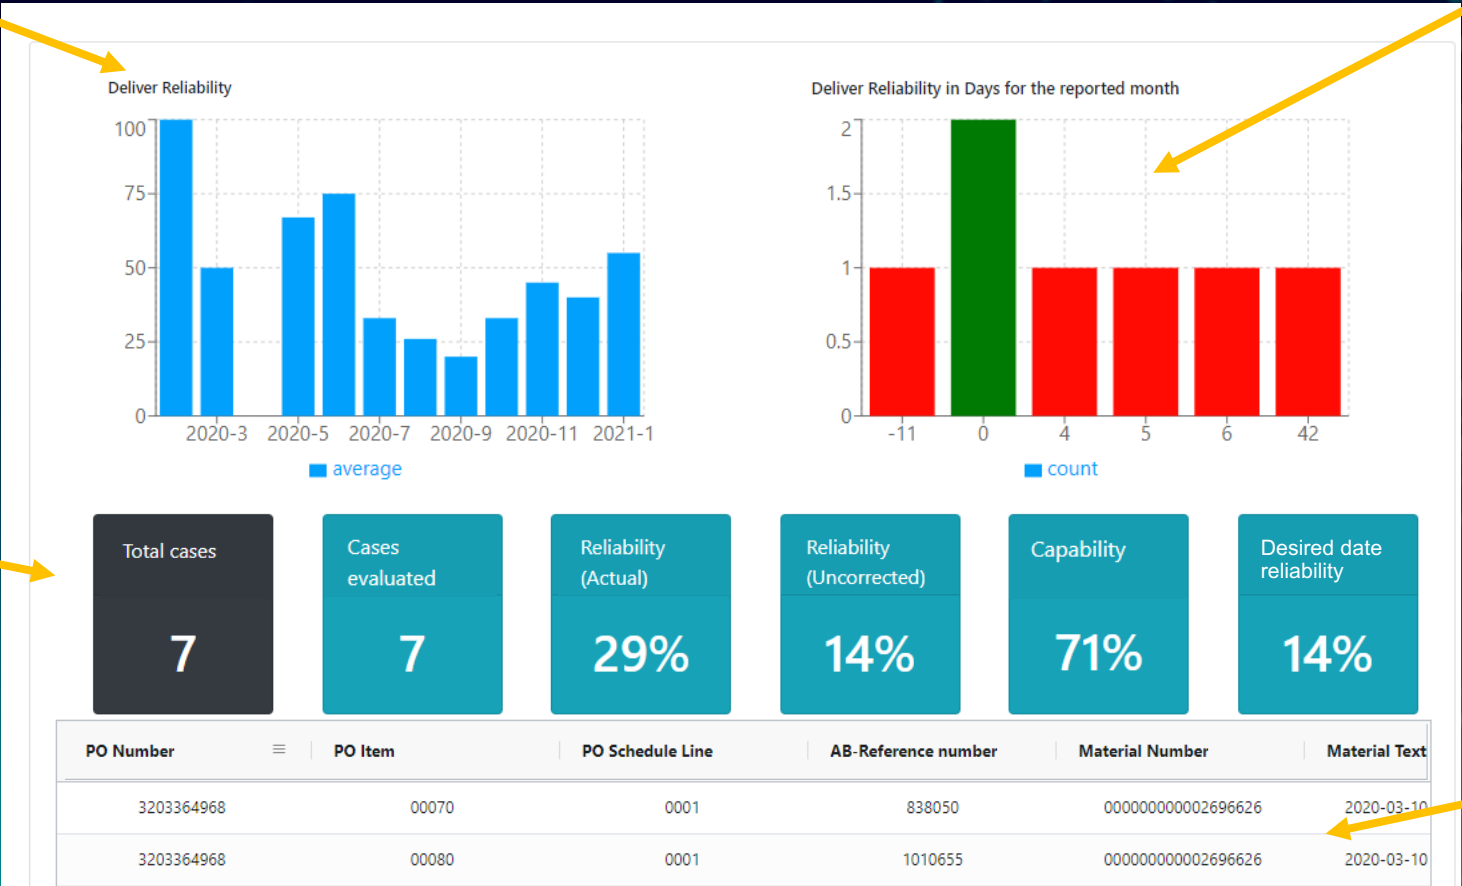 Deliver Reliability
100
75
50
25
0
2020-3 2020-5 2020-7 2020-9 2020-11 2021-1
average
Deliver Reliability in Days for the reported month
2
1.5
1
0.5
0
-11 0 4 5 6 42
count
Total cases
7
Cases
evaluated
7
Reliability
(Actual)
29%
Reliability
(Uncorrected)
14%
Capability
71%
Desired date
reliability
14%
PO Number PO Item PO Schedule Line AB-Reference number Material Number Material Text
3203364968 00070 0001 838050 000000000002696626 2020-03-10
3203364968 00080 0001 1010655 000000000002696626 2020-03-10